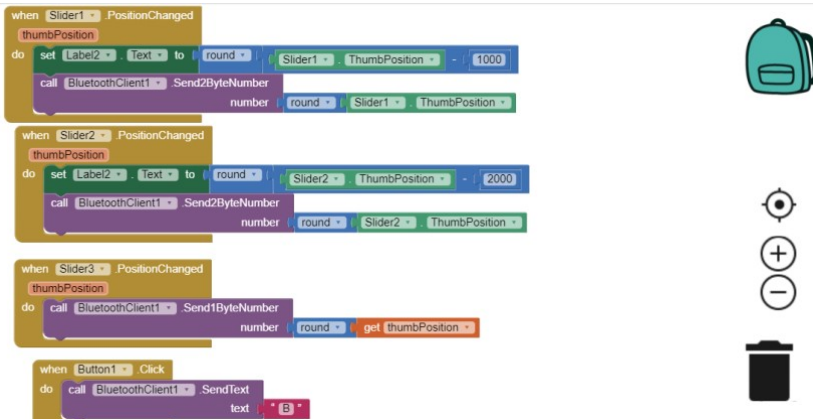 when Slider1 .PositionChanged
thumbPosition
do set Label2 . Text to round Slider1 . ThumbPosition - 1000
call BluetoothClient1 .Send2ByteNumber
number round Slider1 . ThumbPosition
when Slider2 .PositionChanged
thumbPosition
do set Label2 . Text to round Slider2 . ThumbPosition - 2000
call BluetoothClient1 .Send2ByteNumber
number round Slider2 . ThumbPosition
when Slider3 .PositionChanged
thumbPosition
do call BluetoothClient1 .Send1ByteNumber
number round get thumbPosition
when Button1 .Click
do call BluetoothClient1 .SendText
text " B "